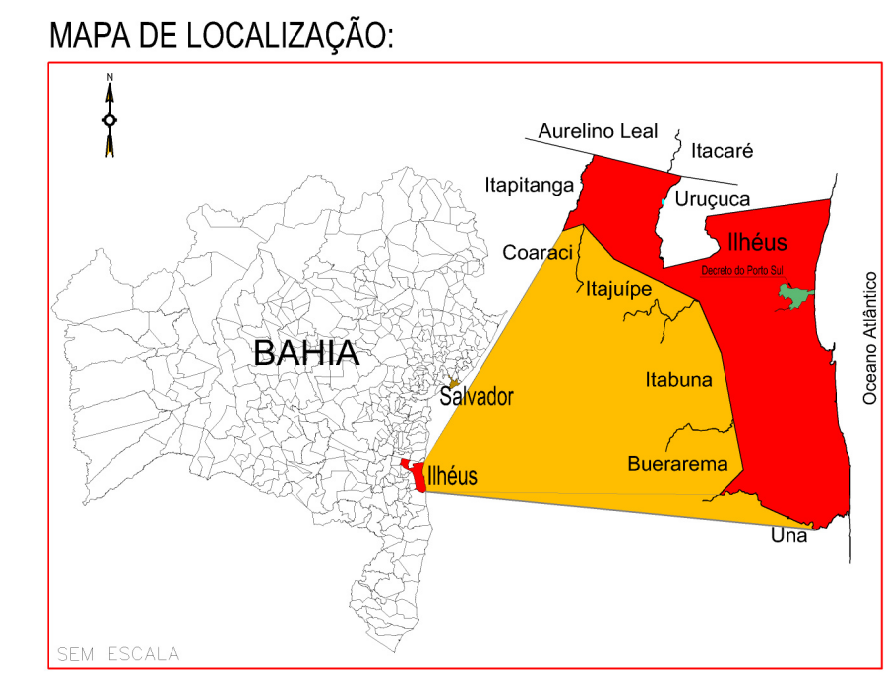 MAPA DE LOCALIZAÇÃO:
N
Aurelino Leal
Itacaré
Itapitanga
Uruçuca
Ilhéus
Coaraci
Decreto do Porto Sul
Itajuípe
Oceano Atlântico
BAHIA
Itabuna
Salvador
Buerarema
Ilhéus
Una
SEM ESCALA